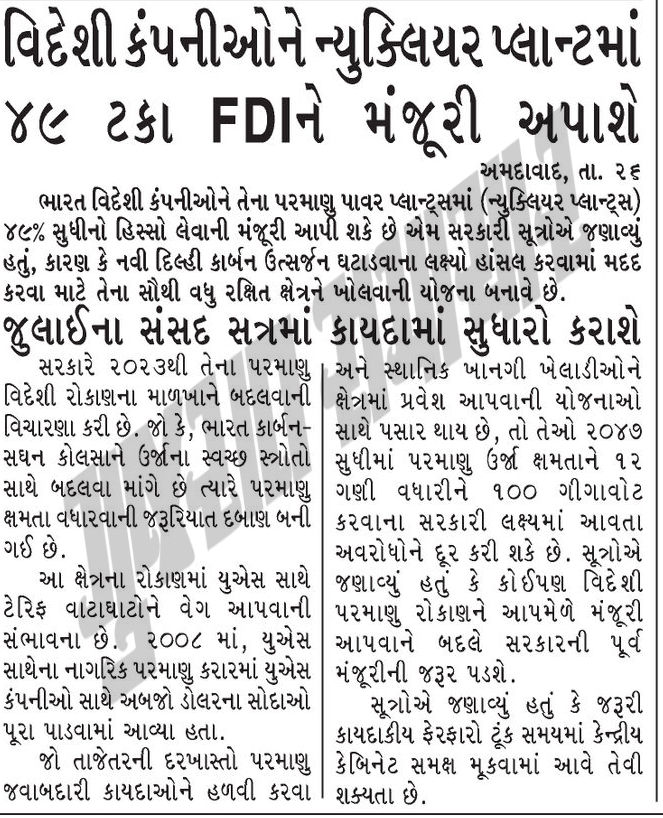 વિદેશી કંપનીઓને ન્યુક્લિયર પ્લાન્ટમાં
૪૯ ટકા FDIને મંજૂરી અપાશે
અમદાવાદ, તા. ૨૬
ભારત વિદેશી કંપનીઓને તેના પરમાણુ પાવર પ્લાન્ટ્સમાં (ન્યુક્લિયર પ્લાન્ટ્સ)
૪૯% સુધીનો હિસ્સો લેવાની મંજૂરી આપી શકે છે એમ સરકારી સૂત્રોએ જણાવ્યું
હતું, કારણ કે નવી દિલ્હી કાર્બન ઉત્સર્જન ઘટાડવાના લક્ષ્યો હાંસલ કરવામાં મદદ
કરવા માટે તેના સૌથી વધુ રક્ષિત ક્ષેત્રને ખોલવાની યોજના બનાવે છે.
જુલાઈના સંસદ સત્રમાં કાયદામાં સુધારો કરાશે
સરકારે ૨૦૨૩થી તેના પરમાણુ
વિદેશી રોકાણના માળખાને બદલવાની
વિચારણા કરી છે. જો કે, ભારત કાર્બન-
સઘન કોલસાને ઉર્જાના સ્વચ્છ સ્ત્રોતો
સાથે બદલવા માંગે છે ત્યારે પરમાણુ
ક્ષમતા વધારવાની જરૂરિયાત દબાણ બની
ગઈ છે.
આ ક્ષેત્રના રોકાણમાં યુએસ સાથે
ટેરિફ વાટાઘાટોને વેગ આપવાની
સંભાવના છે. ૨૦૦૮ માં, યુએસ
સાથેના નાગરિક પરમાણુ કરારમાં યુએસ
કંપનીઓ સાથે અબજો ડોલરના સોદાઓ
પૂરા પાડવામાં આવ્યા હતા.
જો તાજેતરની દરખાસ્તો પરમાણુ
જવાબદારી કાયદાઓને હળવી કરવા
અને સ્થાનિક ખાનગી ખેલાડીઓને
ક્ષેત્રમાં પ્રવેશ આપવાની યોજનાઓ
સાથે પસાર થાય છે, તો તેઓ ૨૦૪૭
સુધીમાં પરમાણુ ઉર્જા ક્ષમતાને ૧૨
ગણી વધારીને ૧૦૦ ગીગાવોટ
કરવાના સરકારી લક્ષ્યમાં આવતા
અવરોધોને દૂર કરી શકે છે. સૂત્રોએ
જણાવ્યું હતું કે કોઈપણ વિદેશી
પરમાણુ રોકાણને આપમેળે મંજૂરી
આપવાને બદલે સરકારની પૂર્વ
મંજૂરીની જરૂર પડશે.
સૂત્રોએ જણાવ્યું હતું કે જરૂરી
કાયદાકીય ફેરફારો ટૂંક સમયમાં કેન્દ્રીય
કેબિનેટ સમક્ષ મૂકવામાં આવે તેવી
શક્યતા છે.